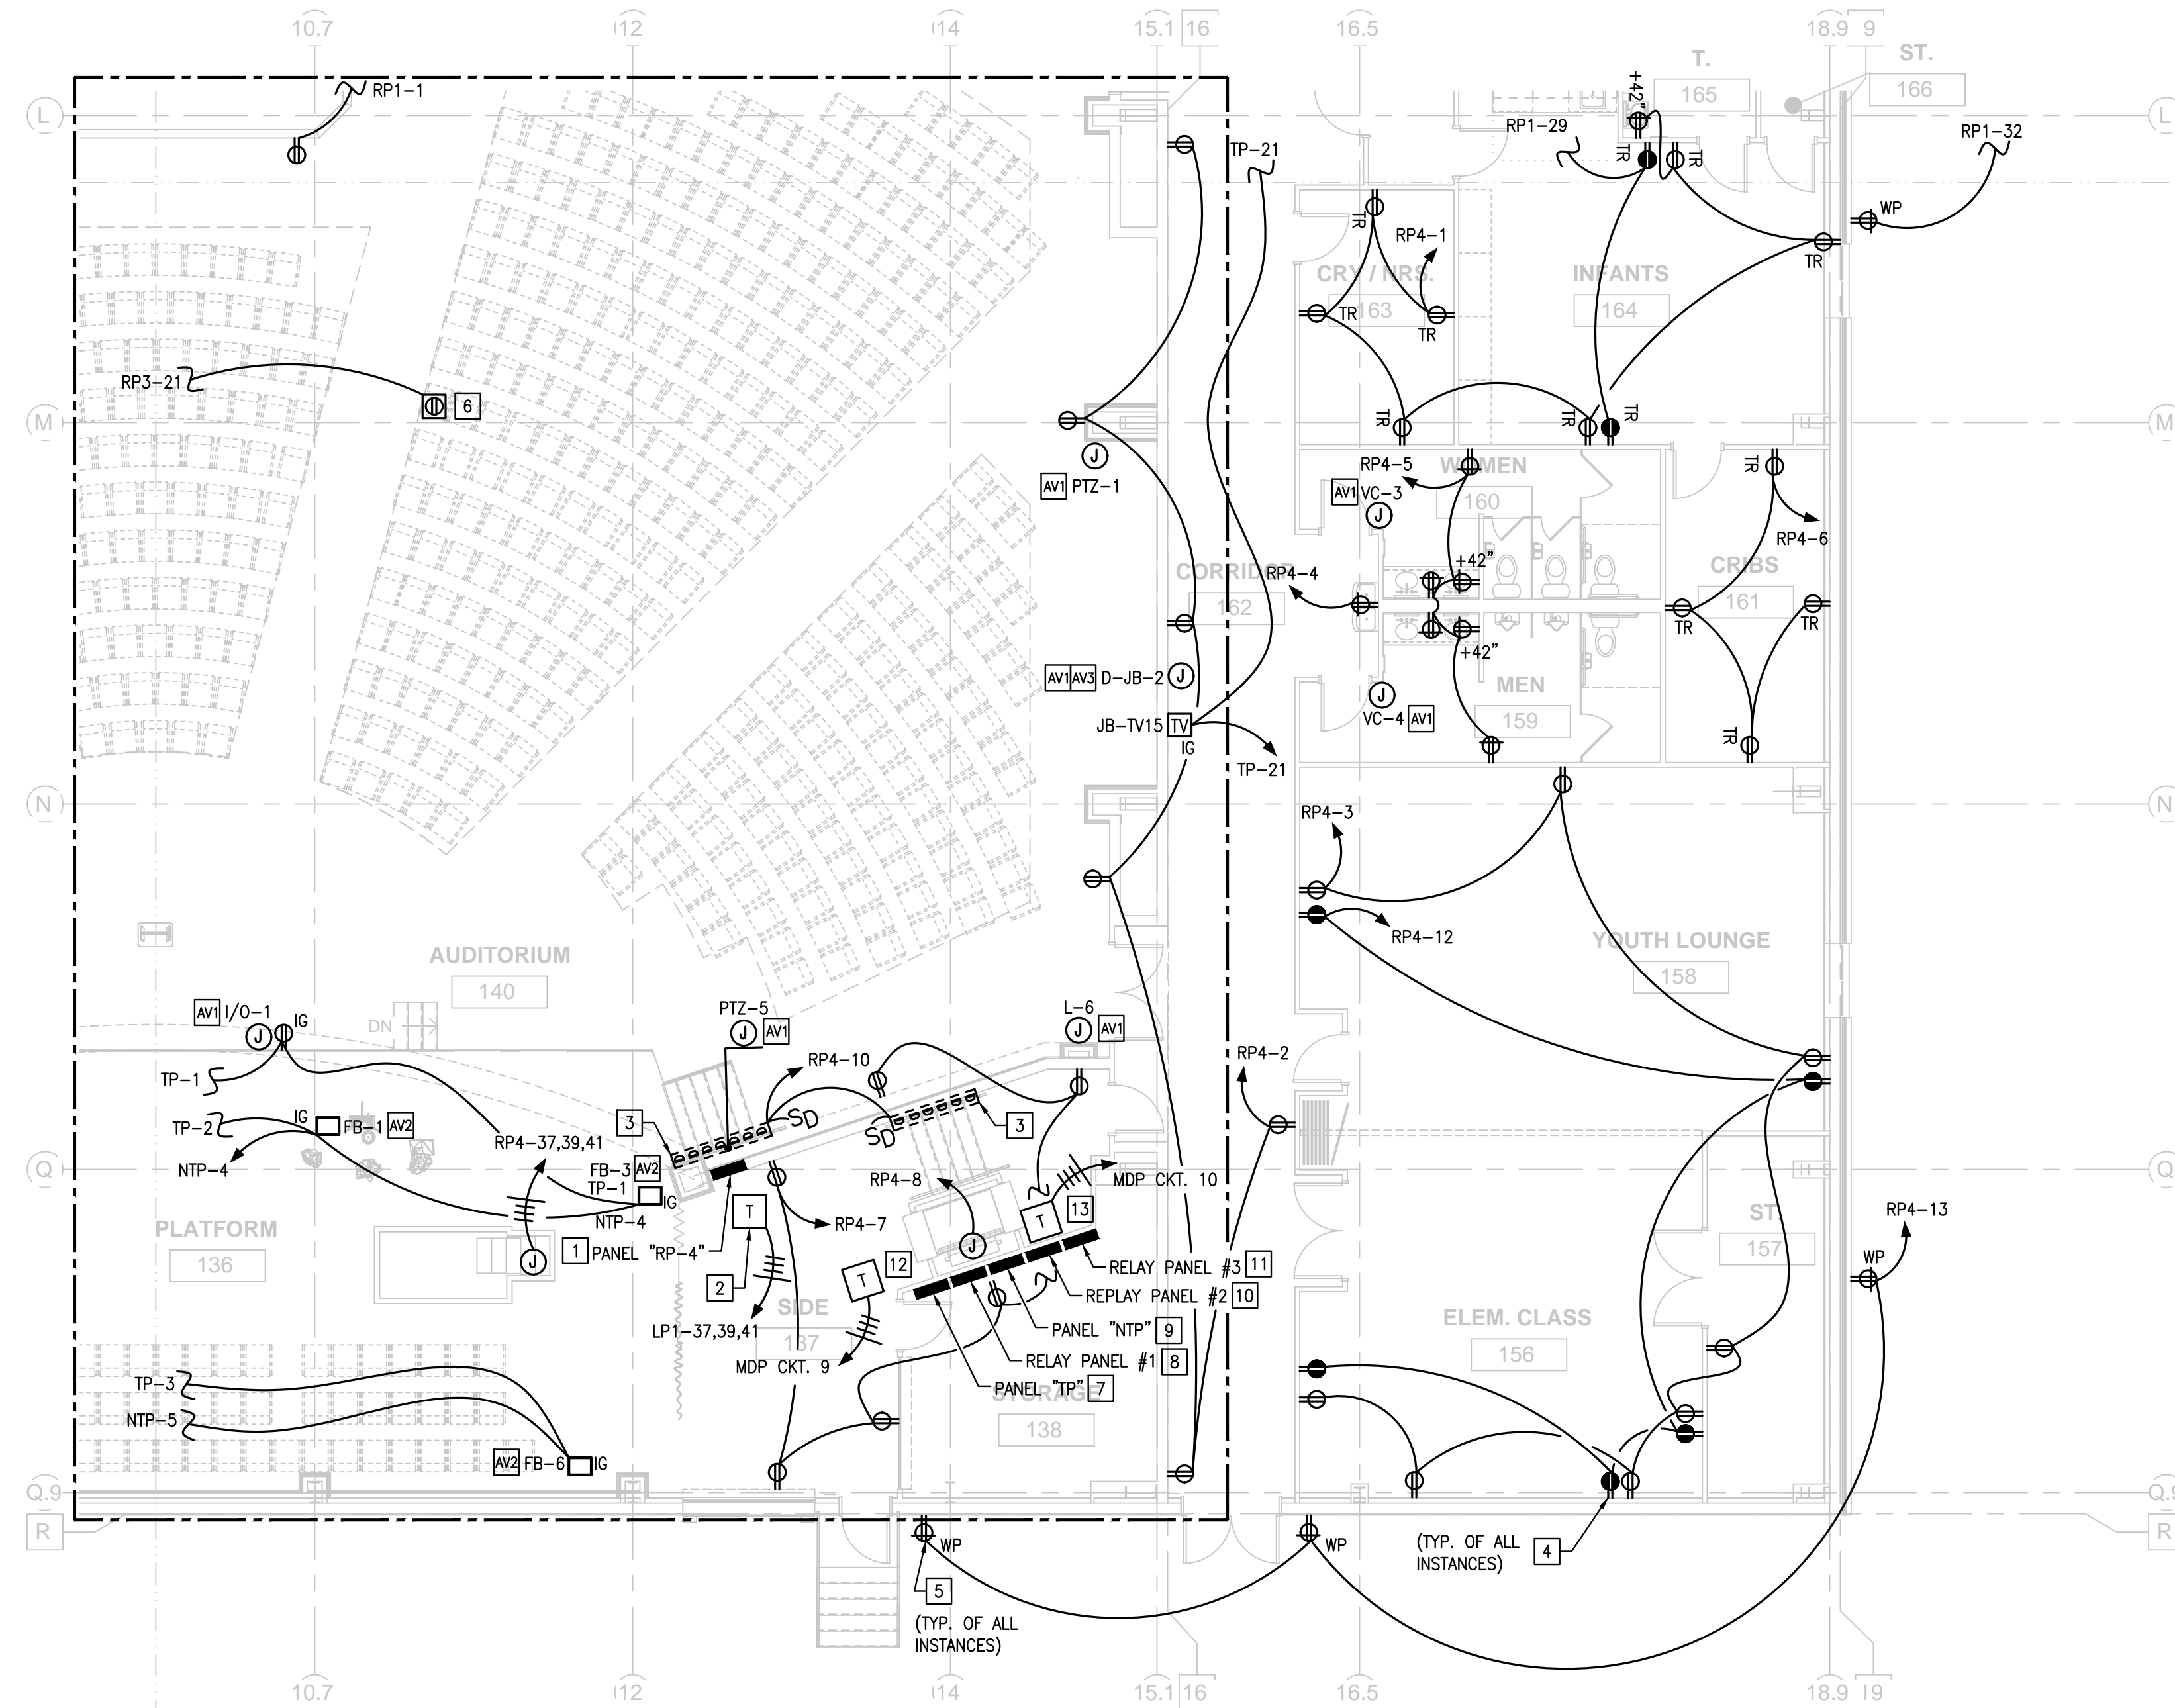 10.7
12
14
15.1
16
16.5
18.9
9
T.
165
ST.
166
L
RP1-1
+42"
RP1-29
TR
TR
RP1-32
L
TP-21
WP
TR
RP4-1
TR
CRY / NRS.
163
INFANTS
164
TR
TR
RP3-21
6
M
TR
TR
TR
M
J
AV1 PTZ-1
RP4-5
WOMEN
160
AV1 VC-3
J
TR
RP4-6
+42"
CORRIDOR
162
RP4-4
CRIBS
161
TR
TR
+42"
AV1 AV3 D-JB-2 J
MEN
159
J
VC-4 AV1
JB-TV15 TV
IG
TR
TP-21
N
N
RP4-3
RP4-12
AUDITORIUM
140
YOUTH LOUNGE
158
AV1 I/O-1
J
IG
DN
PTZ-5
J AV1
L-6
J AV1
RP4-10
RP4-2
TP-1
TP-2
IG
FB-1 AV2
NTP-4
RP4-37,39,41
3
SD
SD
3
Q
FB-3 AV2
TP-1
IG
NTP-4
RP4-8
MDP CKT. 10
Q
T
13
T
RP4-7
RP4-13
PLATFORM
136
ST.
157
J
1 PANEL "RP-4"
J
WP
12
T
RELAY PANEL #3 11
2
SIDE
137
REPLAY PANEL #2 10
LP1-37,39,41
PANEL "NTP" 9
ELEM. CLASS
156
MDP CKT. 9
RELAY PANEL #1 8
TP-3
PANEL "TP" 7
STORAGE
138
NTP-5
AV2 FB-6 IG
Q.9
Q.9
R
R
WP
WP
(TYP. OF ALL
INSTANCES)
4
5
(TYP. OF ALL
INSTANCES)
10.7
12
14
15.1
16
16.5
18.9
19